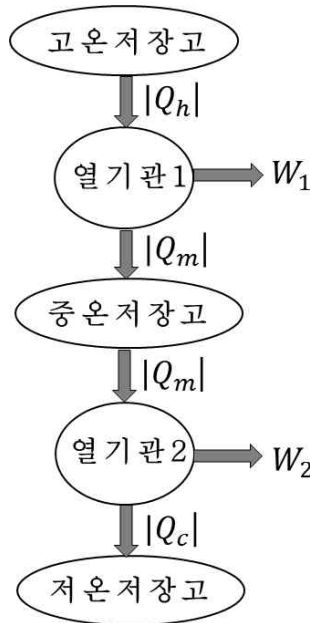 고온저장고
|Q_h|
열기관1
W_1
|Q_m|
중온저장고
|Q_m|
열기관2
W_2
|Q_c|
저온저장고